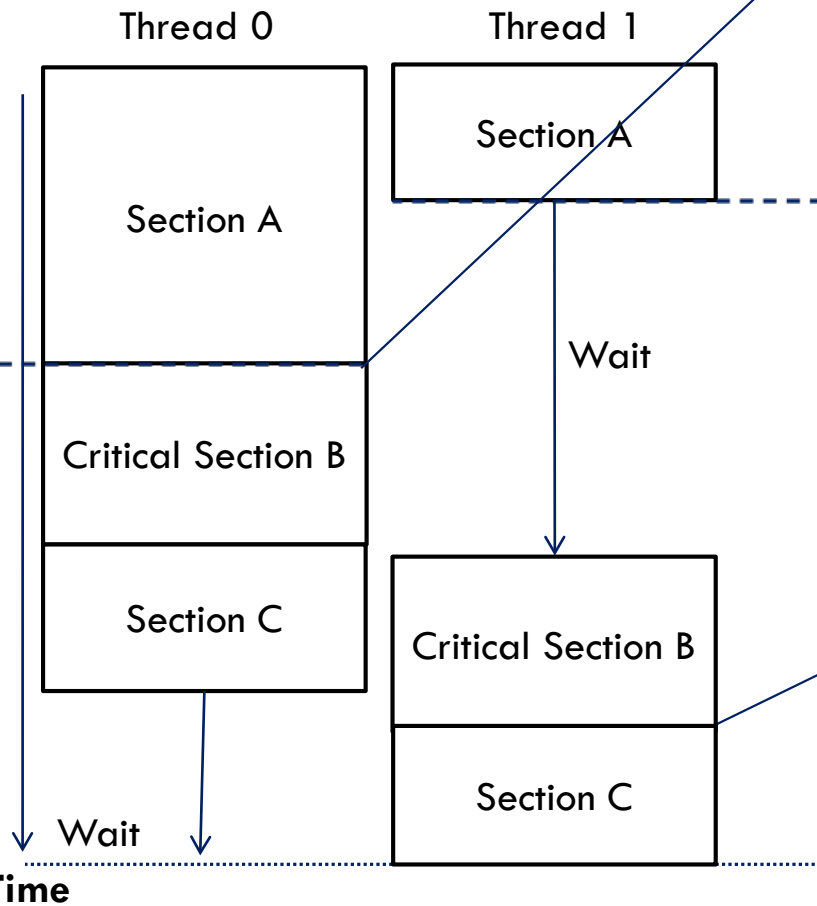 Thread 0
Thread 1
Section A
Section A
Wait
Critical Section B
Section C
Critical Section B
Section C
Wait
Time